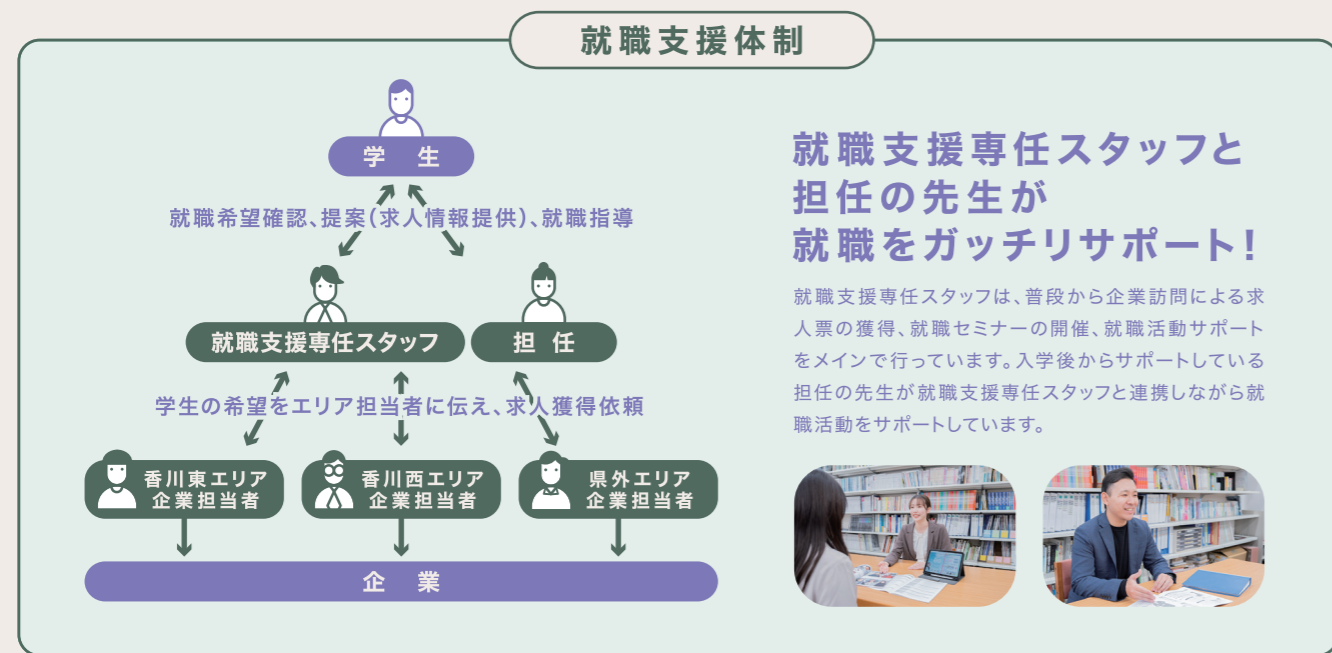 就職支援体制
学生
就職希望確認、提案(求人情報提供)、就職指導
就職支援専任スタッフ
担任
学生の希望をエリア担当者に伝え、求人獲得依頼
香川東エリア
企業担当者
香川西エリア
企業担当者
県外エリア
企業担当者
企業
就職支援専任スタッフと
担任の先生が
就職をガッチリサポート!
就職支援専任スタッフは、普段から企業訪問による求
人票の獲得、就職セミナーの開催、就職活動サポート
をメインで行っています。入学後からサポートしている
担任の先生が就職支援専任スタッフと連携しながら就
職活動をサポートしています。